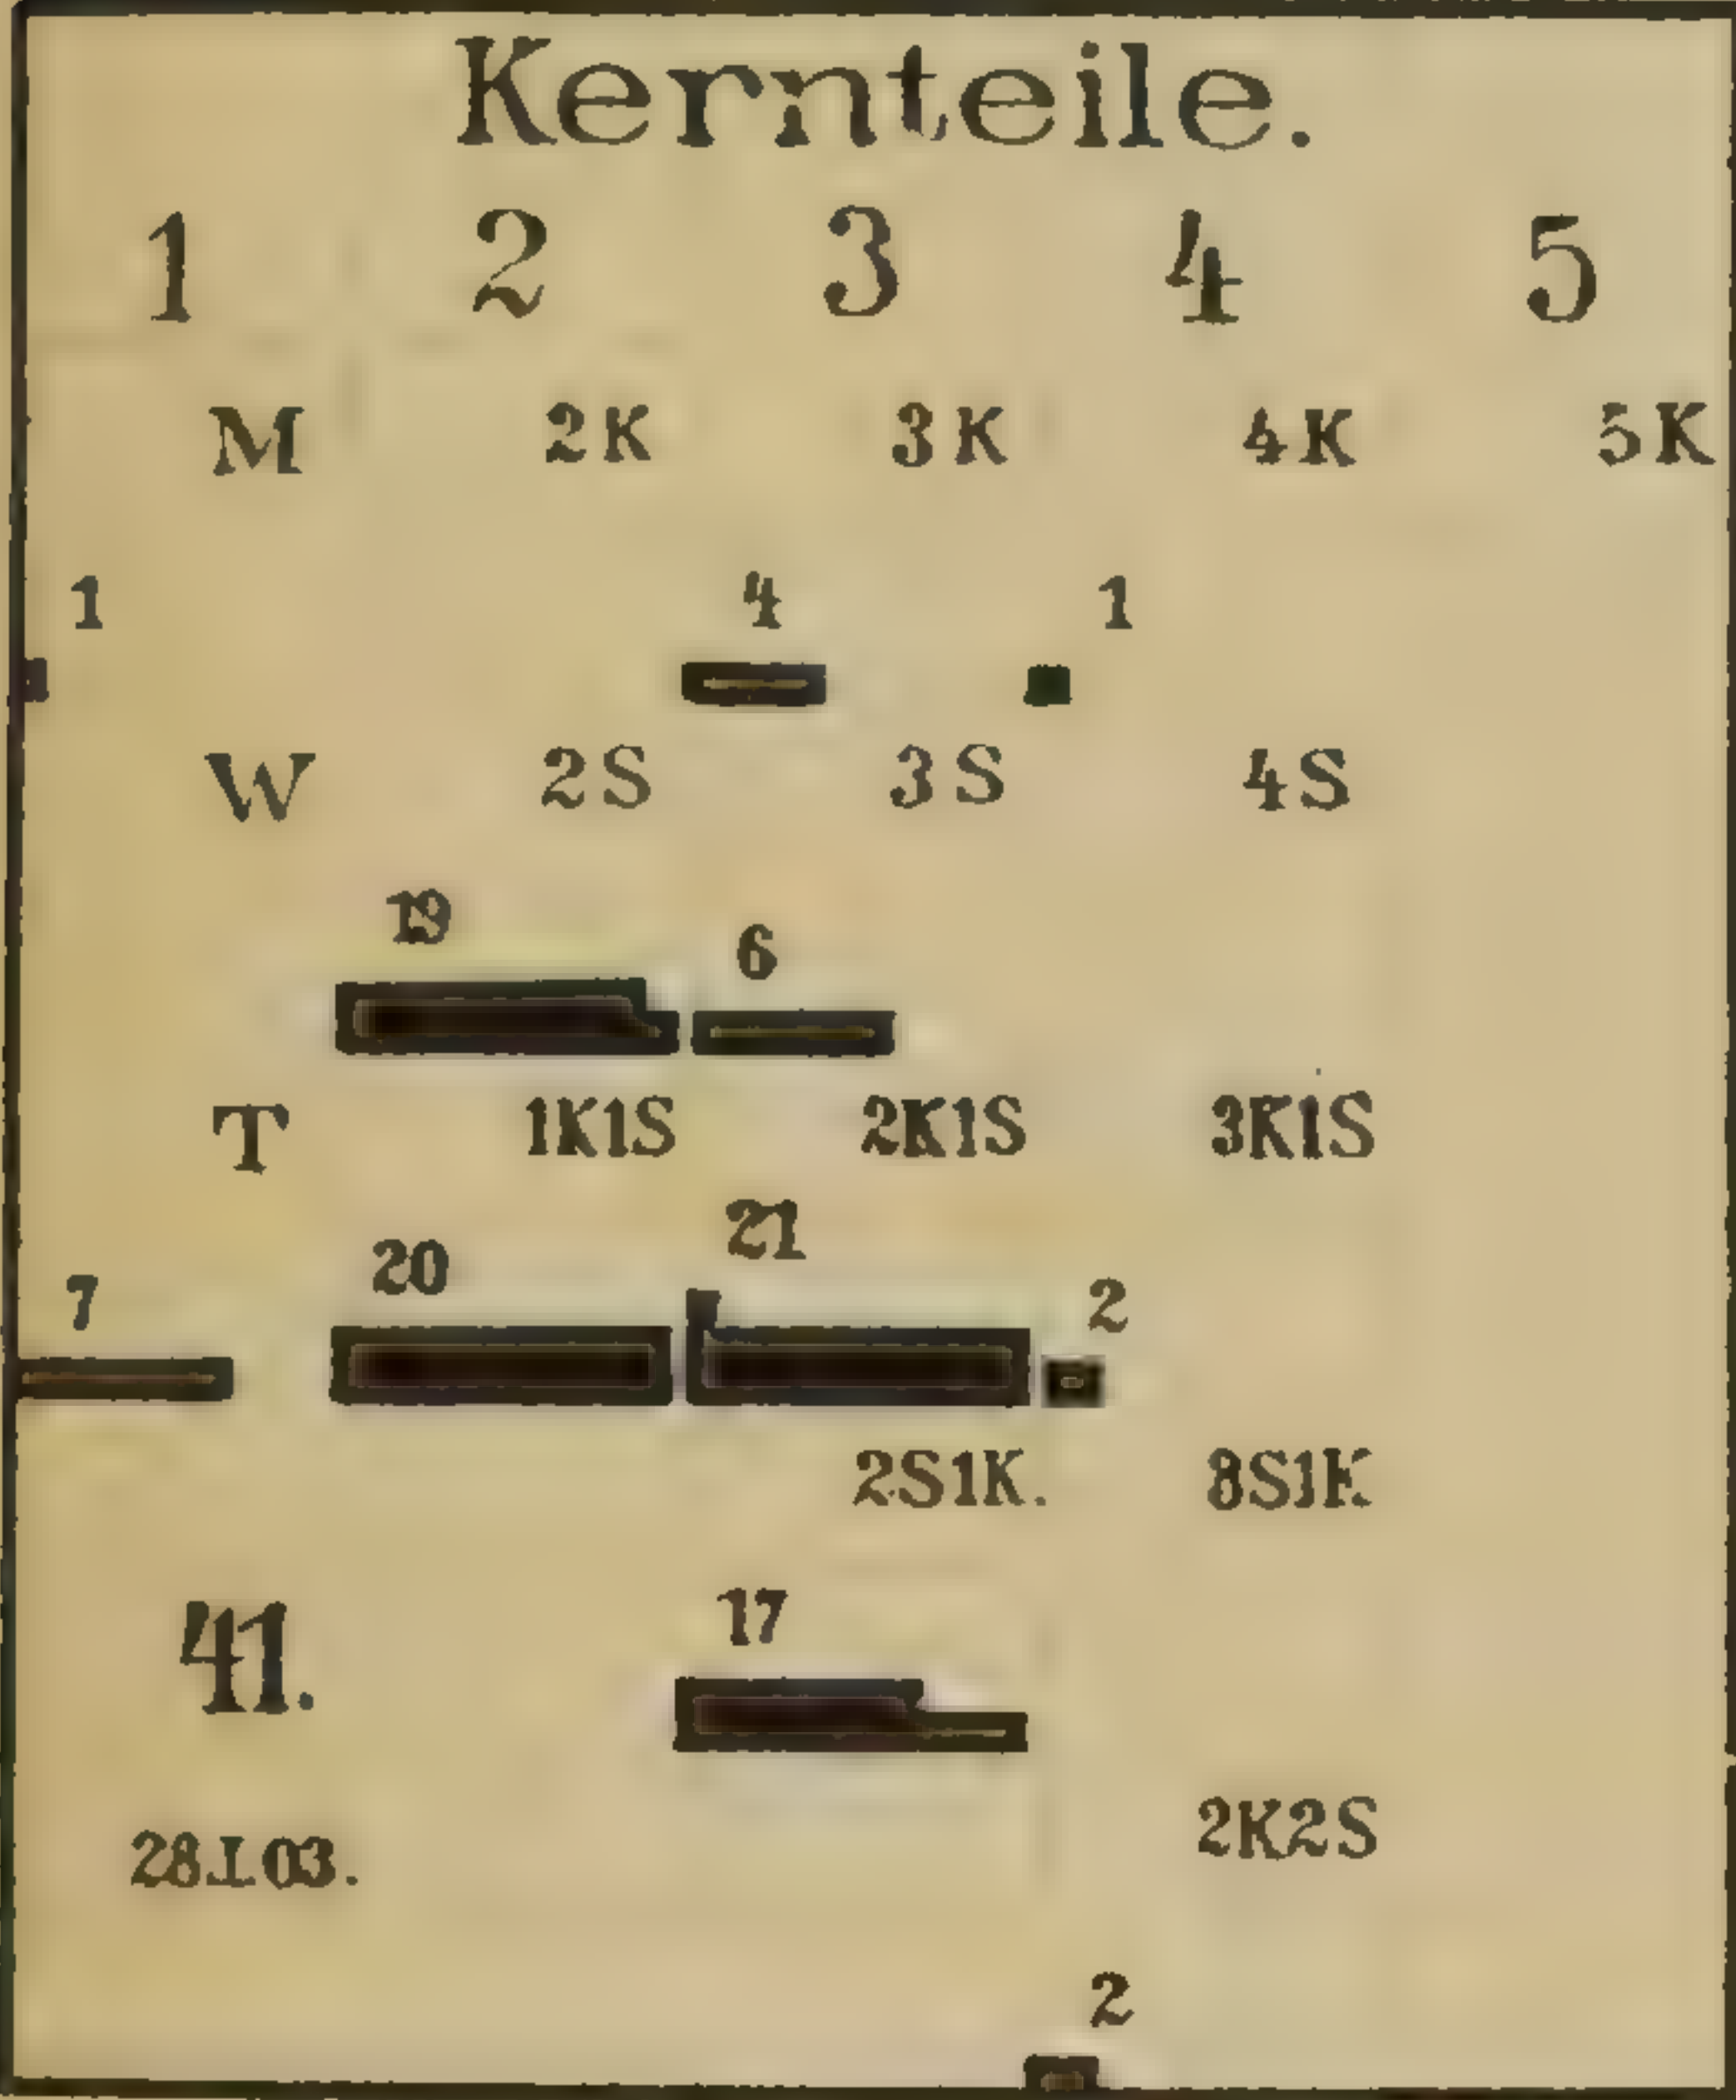 Kernteile.
1 2 3 4 5
M 2K 3K 4K 5K
1 4 1
W 2S 3S 4S
19 6
T 1K1S 2K1S 3K1S
7 20 21 2
2S1K. 3S1K
41. 17
28.I.03. 2K2S
2